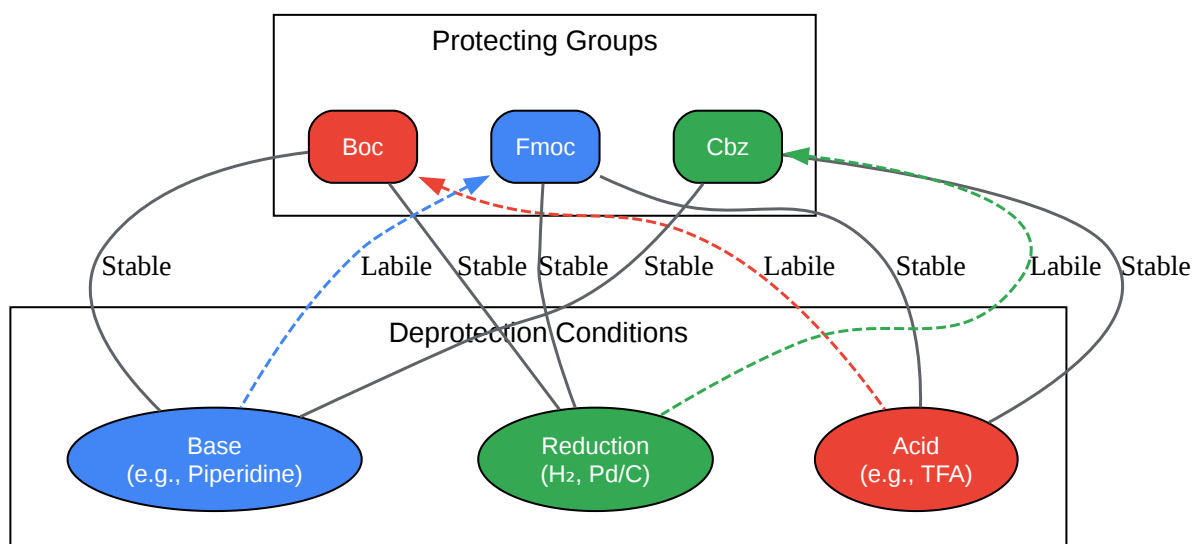 Protecting Groups
Boc
Fmoc
Cbz
Stable
Labile
Stable
Stable
Stable
Labile
Stable
Labile
Stable
Deprotection Conditions
Base
(e.g., Piperidine)
Reduction
(H₂, Pd/C)
Acid
(e.g., TFA)